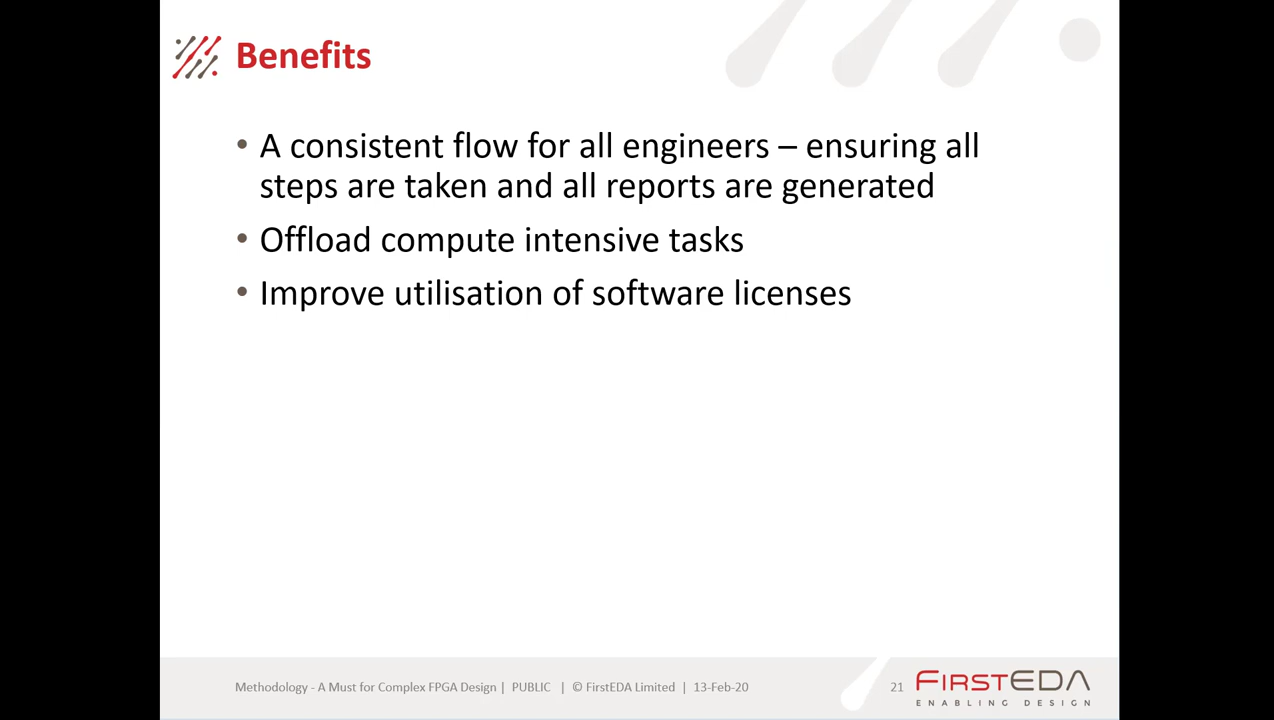 Benefits
• A consistent flow for all engineers – ensuring all
steps are taken and all reports are generated
• Offload compute intensive tasks
• Improve utilisation of software licenses
Methodology - A Must for Complex FPGA Design | PUBLIC | © FirstEDA Limited | 13-Feb-20
21
FIRSTEDA
ENABLING DESIGN